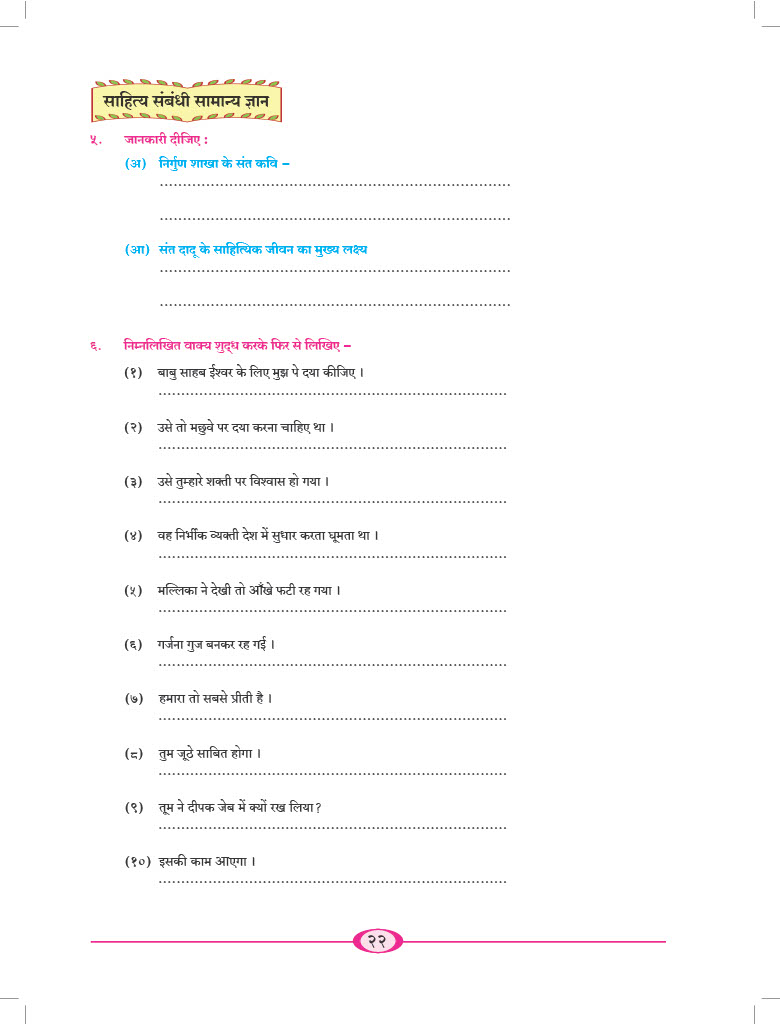 साहित्य संबंधी सामान्य ज्ञान
५. जानकारी दीजिए :
(अ) निर्गुण शाखा के संत कवि –
................................................................................
................................................................................
(आ) संत दादू के साहित्यिक जीवन का मुख्य लक्ष्य
................................................................................
................................................................................
६. निम्नलिखित वाक्य शुद्ध करके फिर से लिखिए –
(१) बाबु साहब ईश्वर के लिए मुझ पे दया कीजिए ।
................................................................................
(२) उसे तो मछुवे पर दया करना चाहिए था ।
................................................................................
(३) उसे तुम्हारे शक्ती पर विश्वास हो गया ।
................................................................................
(४) वह निर्भीक व्यक्ती देश में सुधार करता घूमता था ।
................................................................................
(५) मल्लिका ने देखी तो आँखे फटी रह गया ।
................................................................................
(६) गर्जना गुज बनकर रह गई ।
................................................................................
(७) हमारा तो सबसे प्रीती है ।
................................................................................
(८) तुम जूठे साबित होगा ।
................................................................................
(९) तूम ने दीपक जेब में क्यों रख लिया?
................................................................................
(१०) इसकी काम आएगा ।
................................................................................
२२